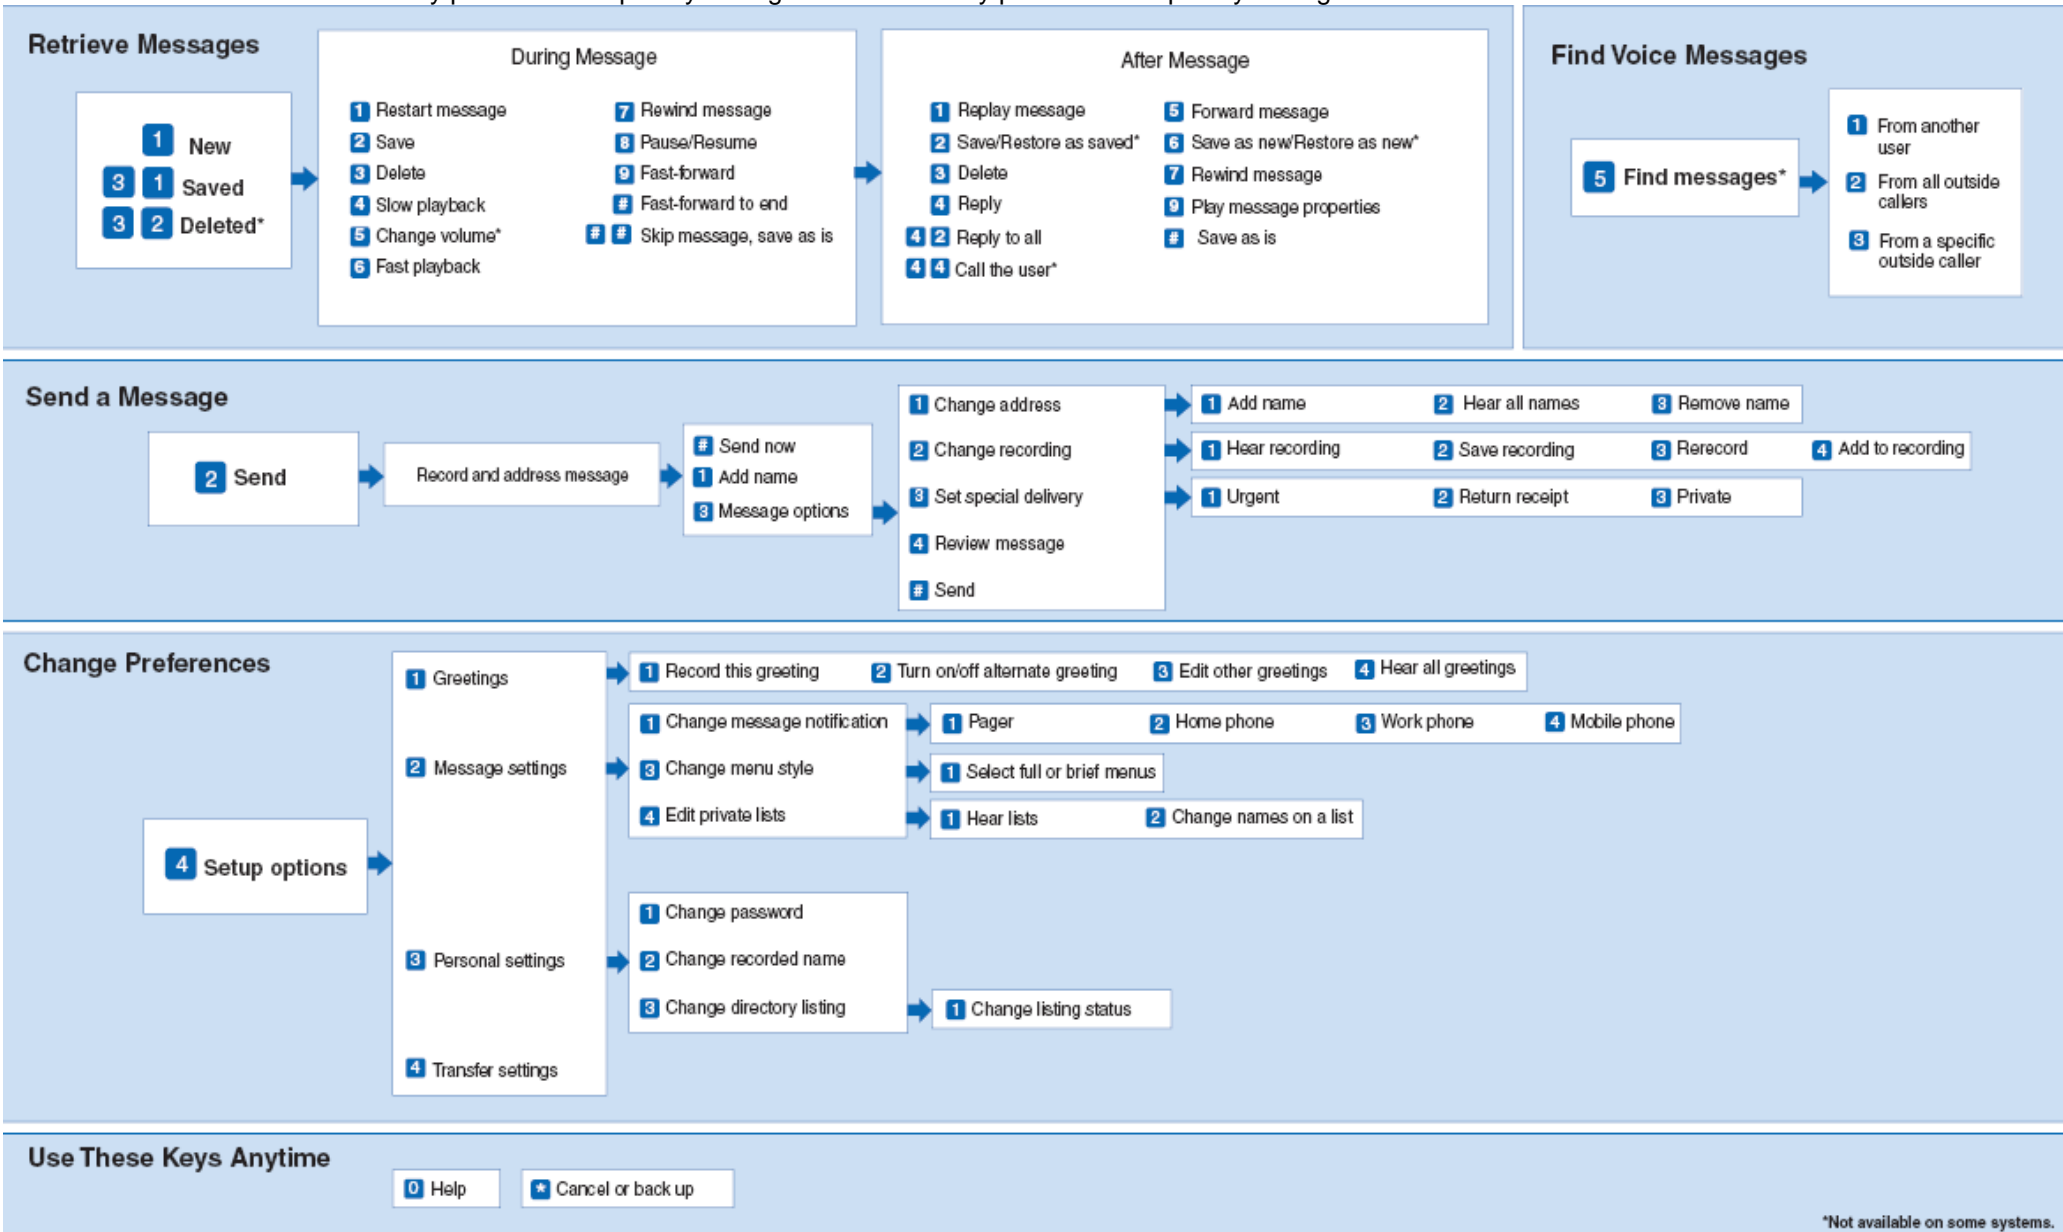 Retrieve Messages
1 New
3 1 Saved
3 2 Deleted*
During Message
1 Restart message
2 Save
3 Delete
4 Slow playback
5 Change volume*
6 Fast playback
7 Rewind message
8 Pause/Resume
9 Fast-forward
# Fast-forward to end
# # Skip message, save as is
After Message
1 Replay message
2 Save/Restore as saved*
3 Delete
4 Reply
4 2 Reply to all
4 4 Call the user*
5 Forward message
6 Save as new/Restore as new*
7 Rewind message
9 Play message properties
# Save as is
Find Voice Messages
5 Find messages*
1 From another
user
2 From all outside
callers
3 From a specific
outside caller
Send a Message
2 Send
Record and address message
# Send now
1 Add name
3 Message options
1 Change address
2 Change recording
3 Set special delivery
4 Review message
# Send
1 Add name 2 Hear all names 3 Remove name
1 Hear recording 2 Save recording 3 Rerecord 4 Add to recording
1 Urgent 2 Return receipt 3 Private
Change Preferences
4 Setup options
1 Greetings
2 Message settings
3 Personal settings
4 Transfer settings
1 Record this greeting 2 Turn on/off alternate greeting 3 Edit other greetings 4 Hear all greetings
1 Change message notification
3 Change menu style
4 Edit private lists
1 Pager 2 Home phone 3 Work phone 4 Mobile phone
1 Select full or brief menus
1 Hear lists 2 Change names on a list
1 Change password
2 Change recorded name
3 Change directory listing
1 Change listing status
Use These Keys Anytime
0 Help
* Cancel or back up
*Not available on some systems.